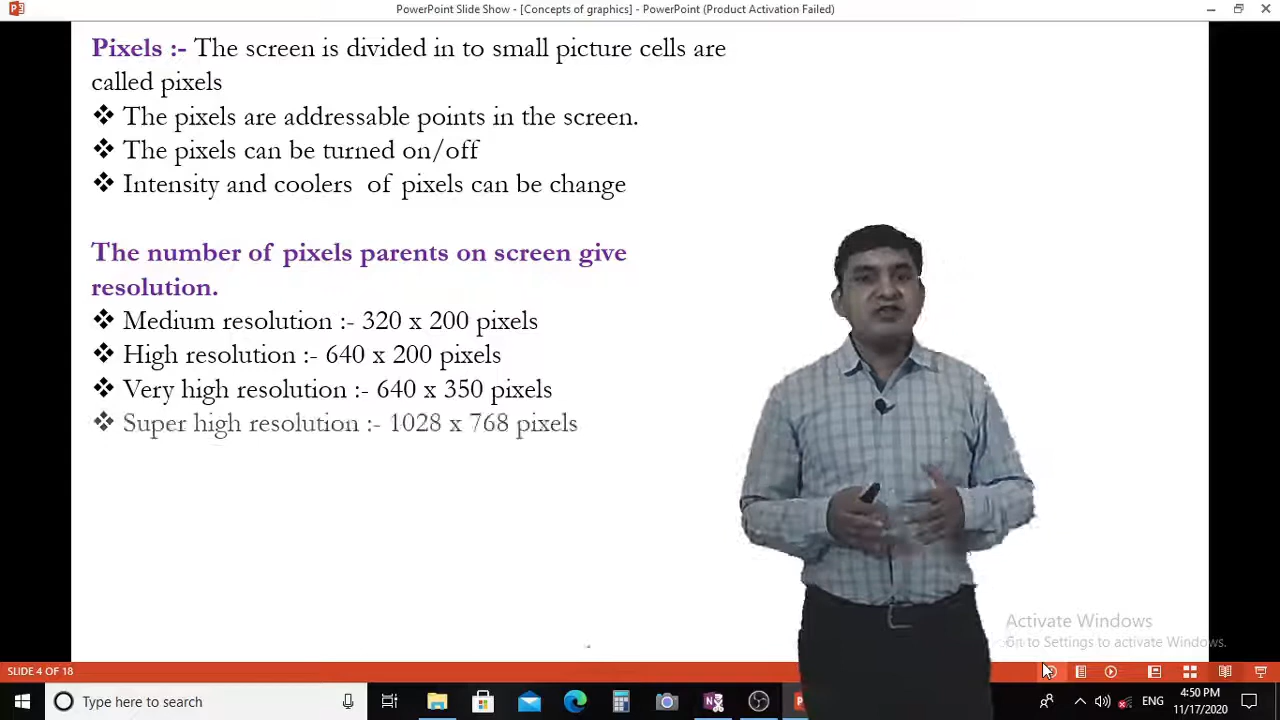 PowerPoint Slide Show - [Concepts of graphics] - PowerPoint (Product Activation Failed)
Pixels :- The screen is divided in to small picture cells are
called pixels
❖ The pixels are addressable points in the screen.
❖ The pixels can be turned on/off
❖ Intensity and coolers of pixels can be change
The number of pixels parents on screen give
resolution.
❖ Medium resolution :- 320 x 200 pixels
❖ High resolution :- 640 x 200 pixels
❖ Very high resolution :- 640 x 350 pixels
❖ Super high resolution :- 1028 x 768 pixels
Activate Windows
to Settings to activate Windows.
SLIDE 4 OF 18
Type here to search
ENG
4:50 PM
11/17/2020